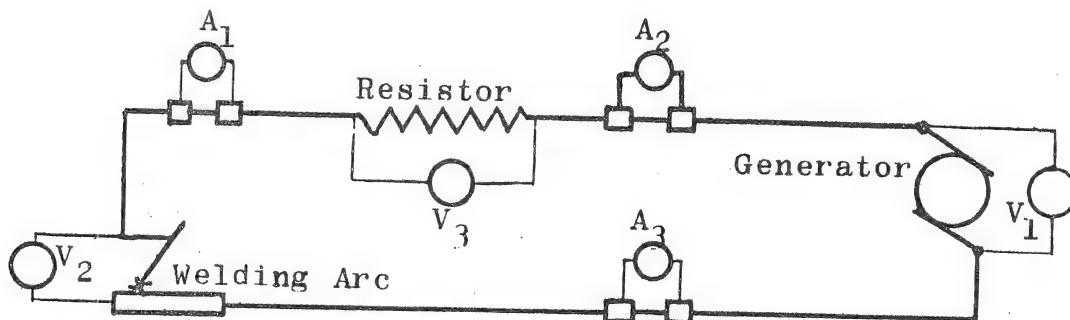 A1
A2
Resistor
Generator
V3
V1
A3
V2
Welding Arc